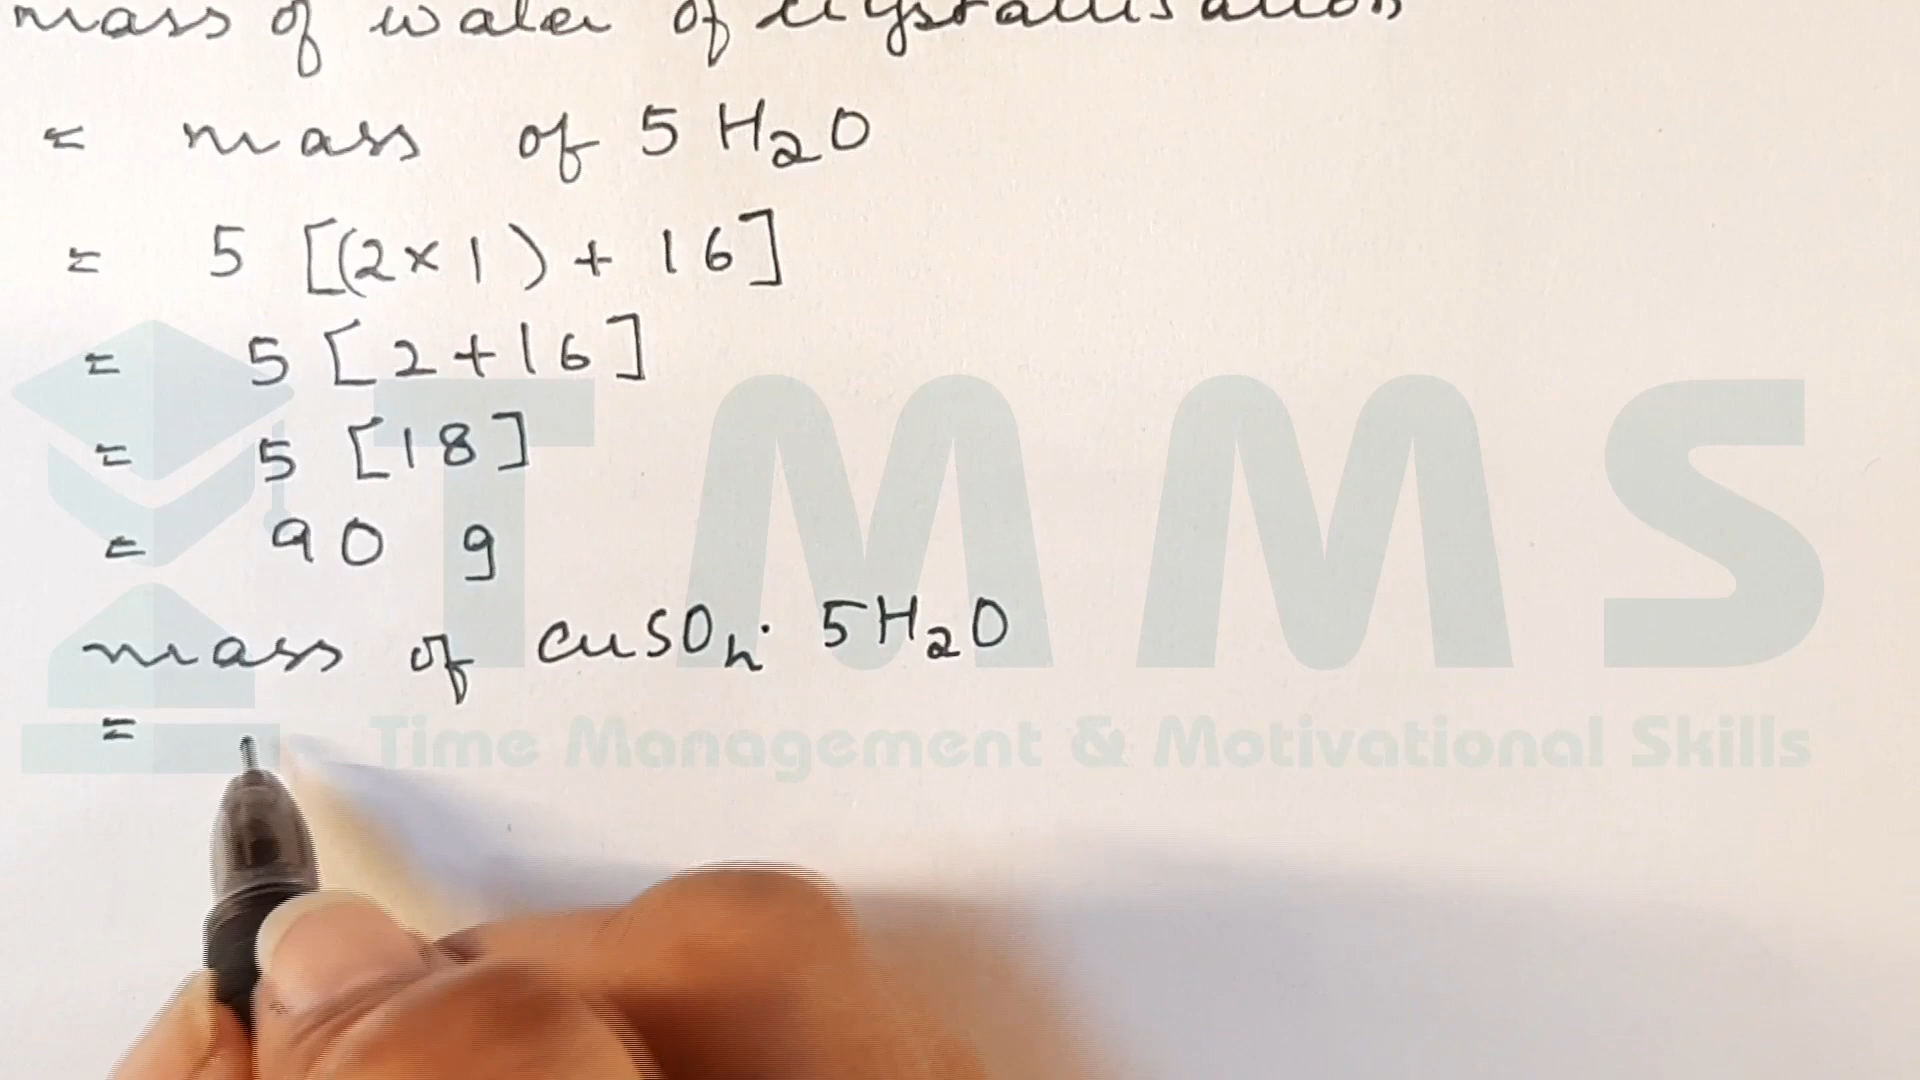 mass of water of crystallisation
= mass of 5 H₂O
= 5 [(2×1) + 16]
= 5 [2+16]
= 5 [18]
= 90 g
mass of CuSO₄· 5H₂O
=
TMMS
Time Management & Motivational Skills